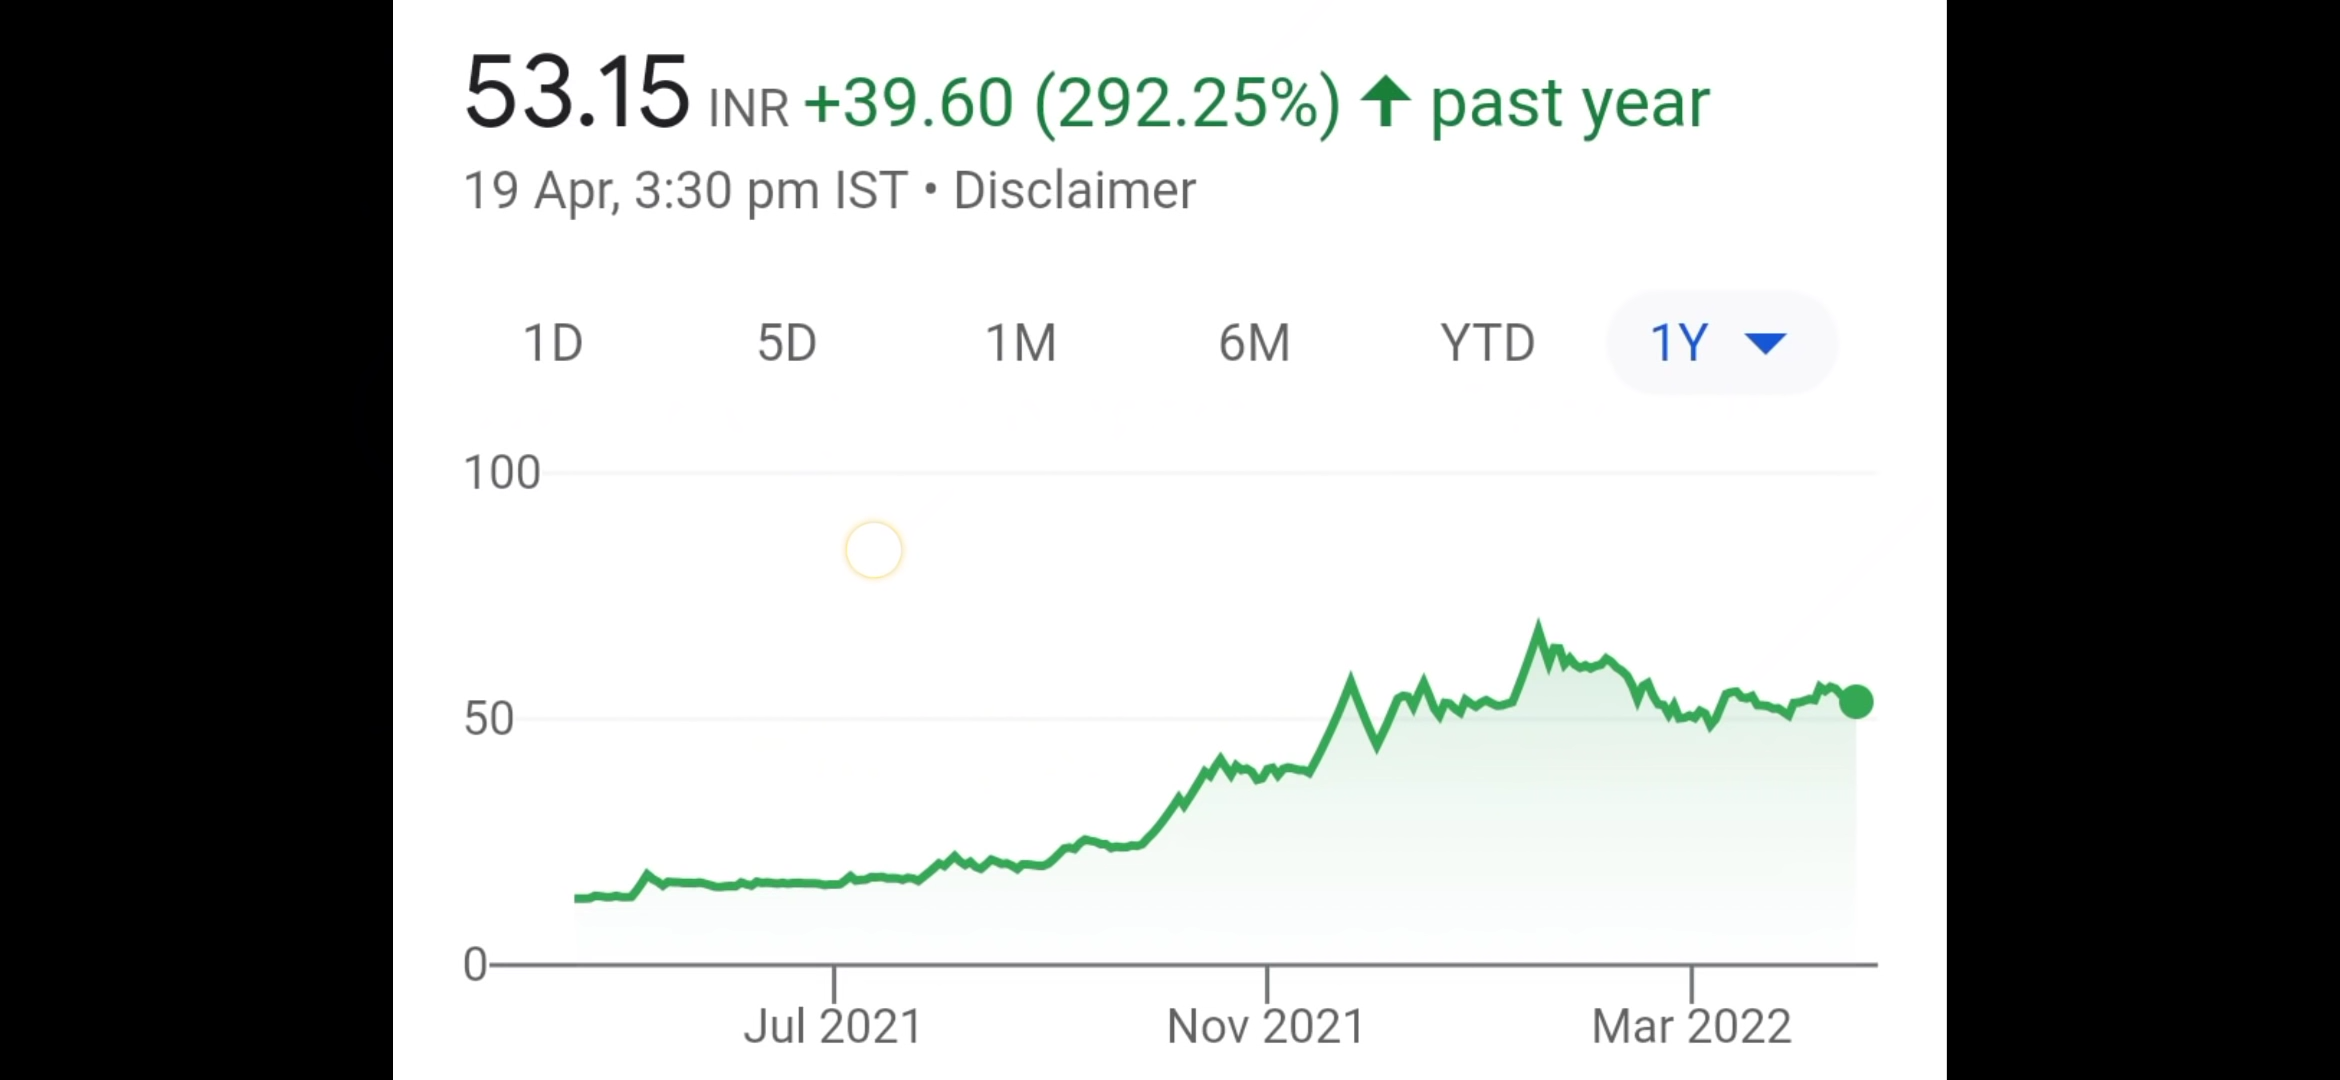 53.15 INR +39.60 (292.25%) ↑ past year
19 Apr, 3:30 pm IST • Disclaimer
1D 5D 1M 6M YTD 1Y
100
50
0
Jul 2021 Nov 2021 Mar 2022